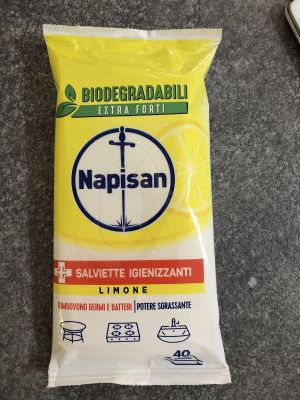 BIODEGRADABILI
EXTRA FORTI
Napisan
SALVIETTE IGIENIZZANTI
LIMONE
RIMUOVONO GERMI E BATTERI POTERE SGRASSANTE
40